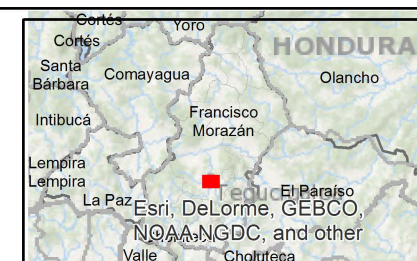 Cortés
Yoro
Cortés
HONDURA
Santa
Bárbara
Comayagua
Olancho
Francisco
Morazán
Intibucá
Lempira
Lempira
La Paz
El Paraíso
Esri, DeLorme, GEBCO,
NOAA NGDC, and other
Valle
Choluteca